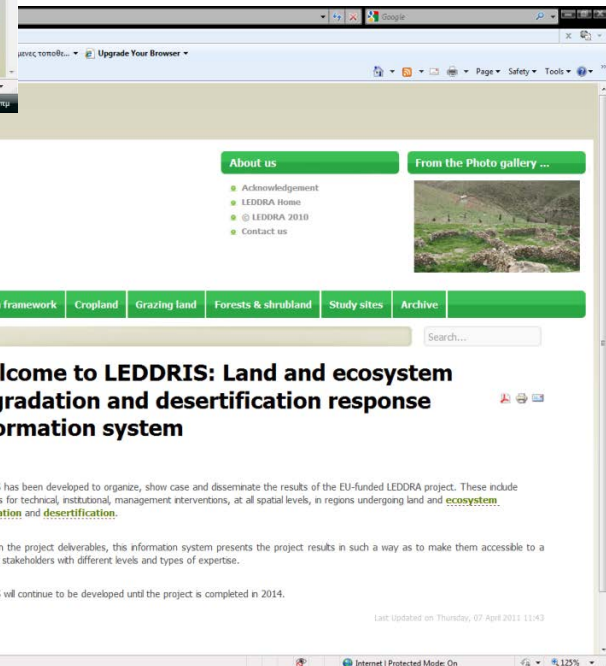 Google
Upgrade Your Browser
Page Safety Tools
About us
From the Photo gallery ...
Acknowledgement
LEDDRA Home
© LEDDRA 2010
Contact us
framework Cropland Grazing land Forests & shrubland Study sites Archive
Search...
lcome to LEDDRIS: Land and ecosystem
gradation and desertification response
ormation system
has been developed to organize, show case and disseminate the results of the EU-funded LEDDRA project. These include
s for technical, institutional, management interventions, at all spatial levels, in regions undergoing land and ecosystem
ation and desertification.
n the project deliverables, this information system presents the project results in such a way as to make them accessible to a
stakeholders with different levels and types of expertise.
S will continue to be developed until the project is completed in 2014.
Last Updated on Thursday, 07 April 2011 11:43
Internet | Protected Mode: On
125%